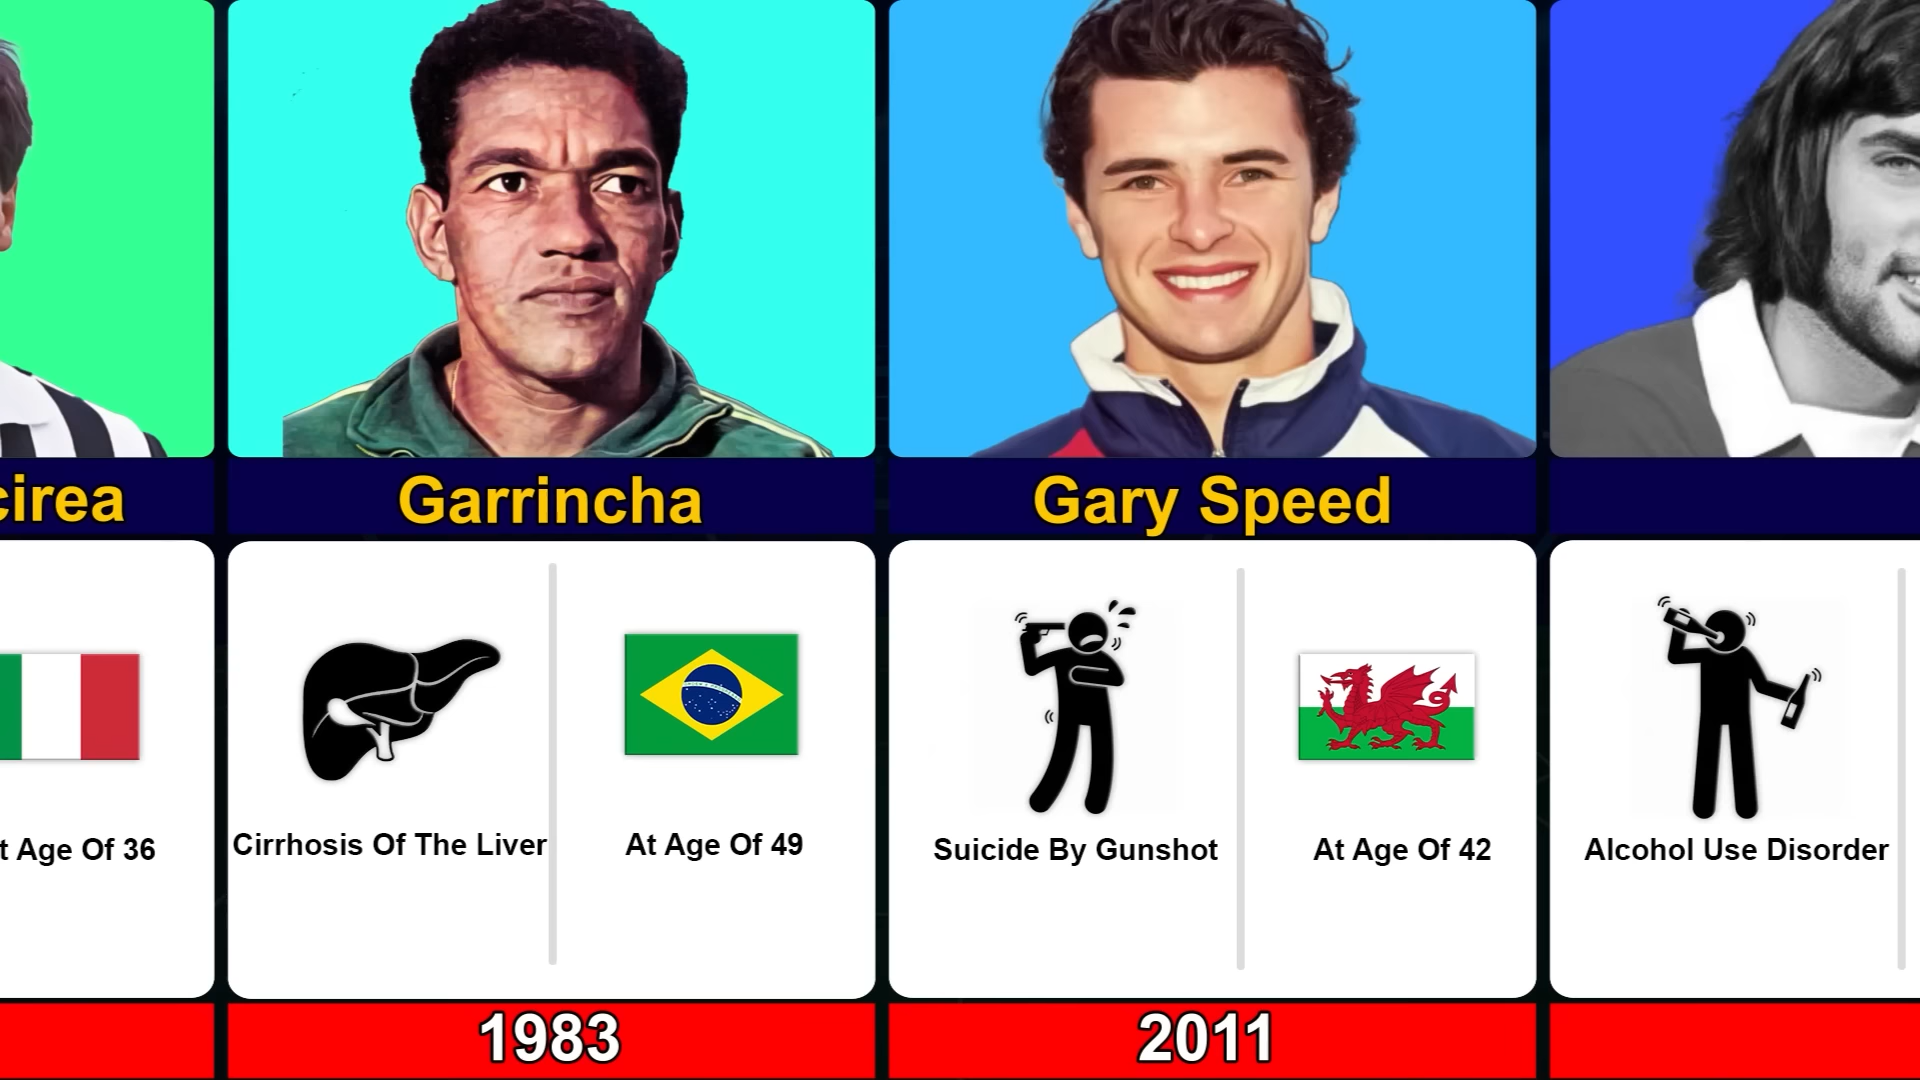 cirea
Garrincha
Gary Speed
t Age Of 36
Cirrhosis Of The Liver
At Age Of 49
Suicide By Gunshot
At Age Of 42
Alcohol Use Disorder
1983
2011